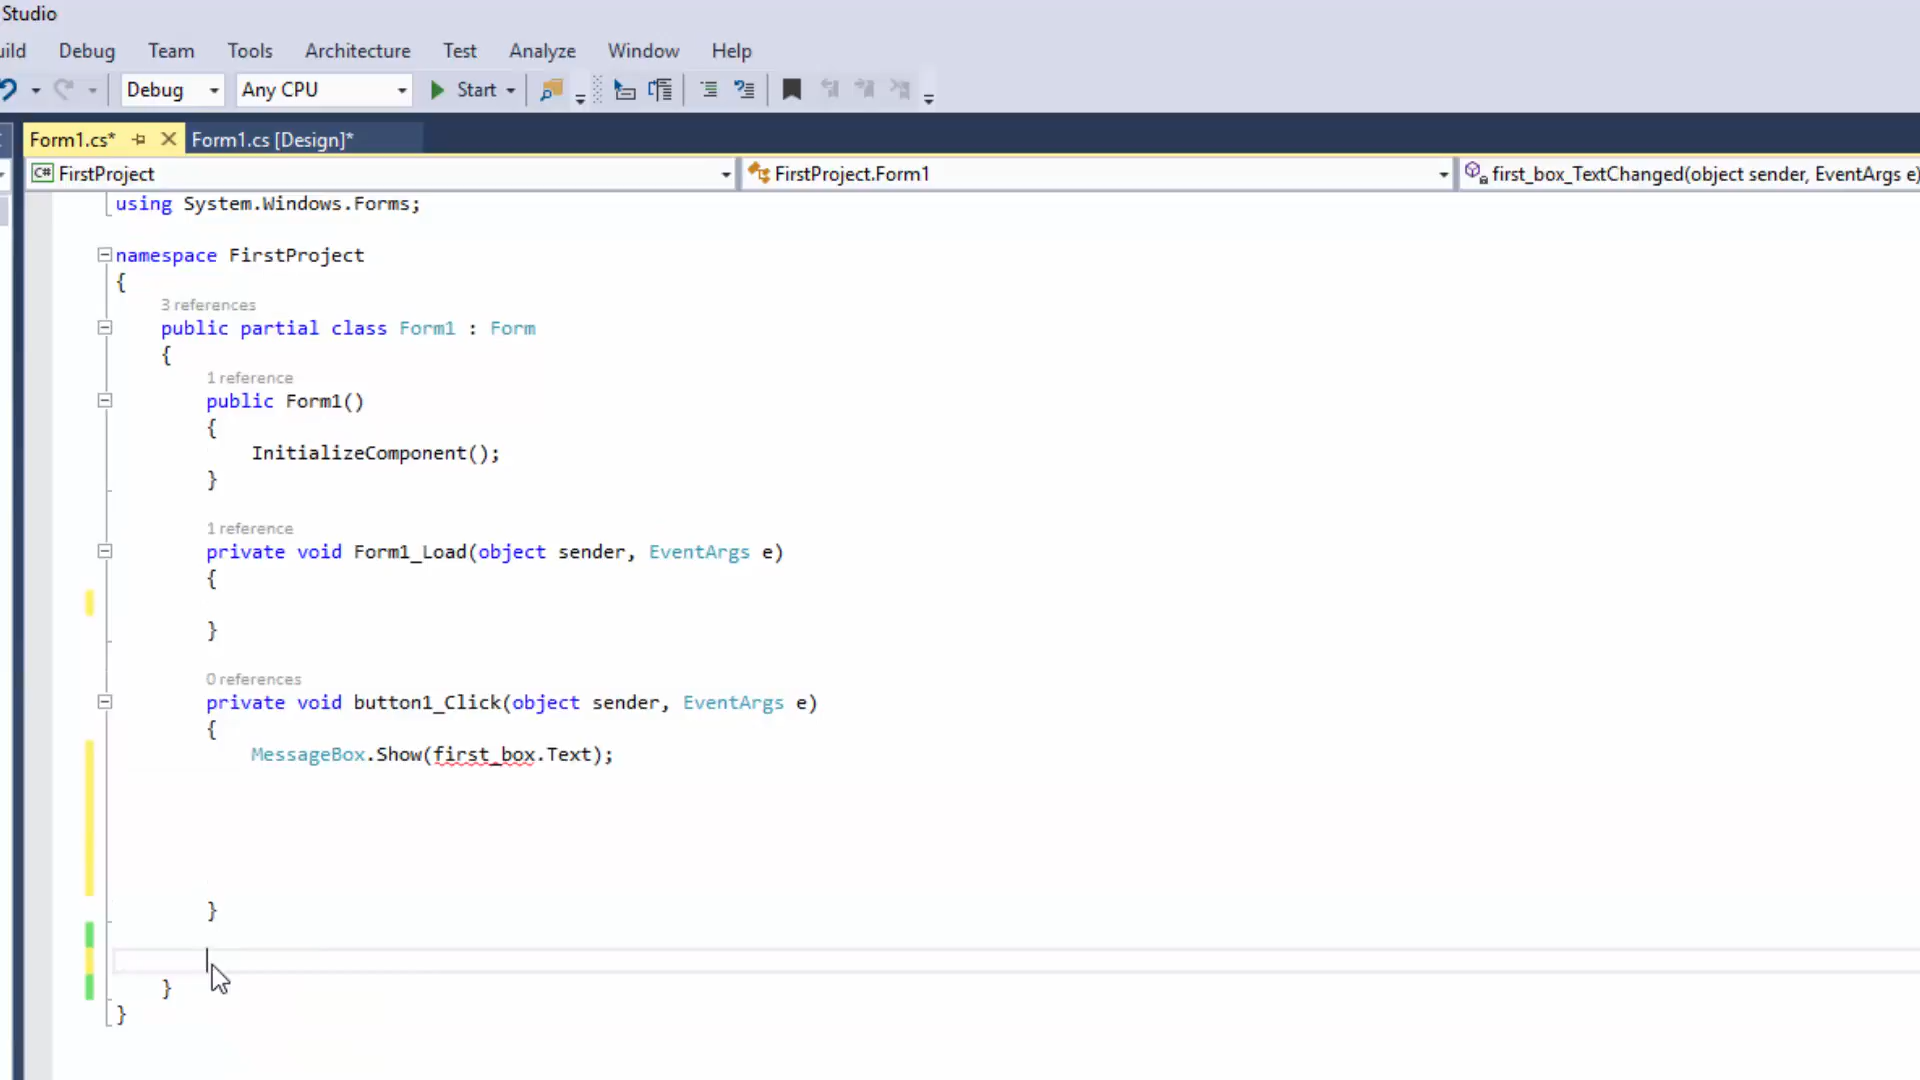 Studio
uild Debug Team Tools Architecture Test Analyze Window Help
Debug Any CPU Start
Form1.cs* Form1.cs [Design]*
C# FirstProject FirstProject.Form1 first_box_TextChanged(object sender, EventArgs e)
using System.Windows.Forms;
namespace FirstProject
{
3 references
public partial class Form1 : Form
{
1 reference
public Form1()
{
InitializeComponent();
}
1 reference
private void Form1_Load(object sender, EventArgs e)
{
}
0 references
private void button1_Click(object sender, EventArgs e)
{
MessageBox.Show(first_box.Text);
}
}
}